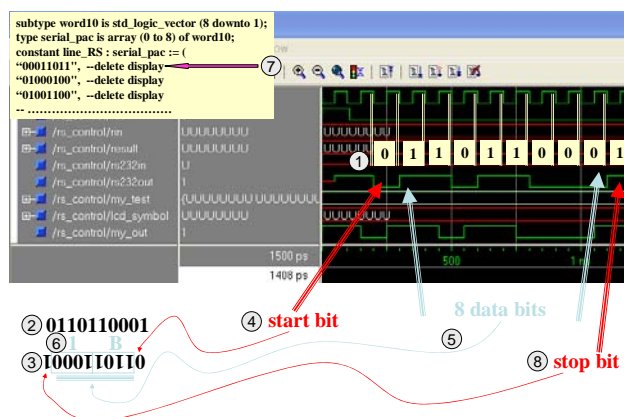 subtype word10 is std_logic_vector (8 downto 1);
type serial_pac is array (0 to 8) of word10;
constant line_RS : serial_pac := (
“00011011", --delete display
“01000100", --delete display
“01001100", --delete display
-- ……………………………
7
/rs_control/rin UUUUUUUU UUUUUUUU
/rs_control/result UUUUUUUU
1 0 1 1 0 1 1 0 0 0 1
/rs_control/rs232in U
/rs_control/rs232out 1
/rs_control/my_test
/rs_control/lcd_symbol UUUUUUUU UUUUUUUU
/rs_control/my_out 1
1500 ps
500
1408 ps
8 data bits
2 0110110001
4 start bit
6 1 B
5
3 1000110110
8 stop bit